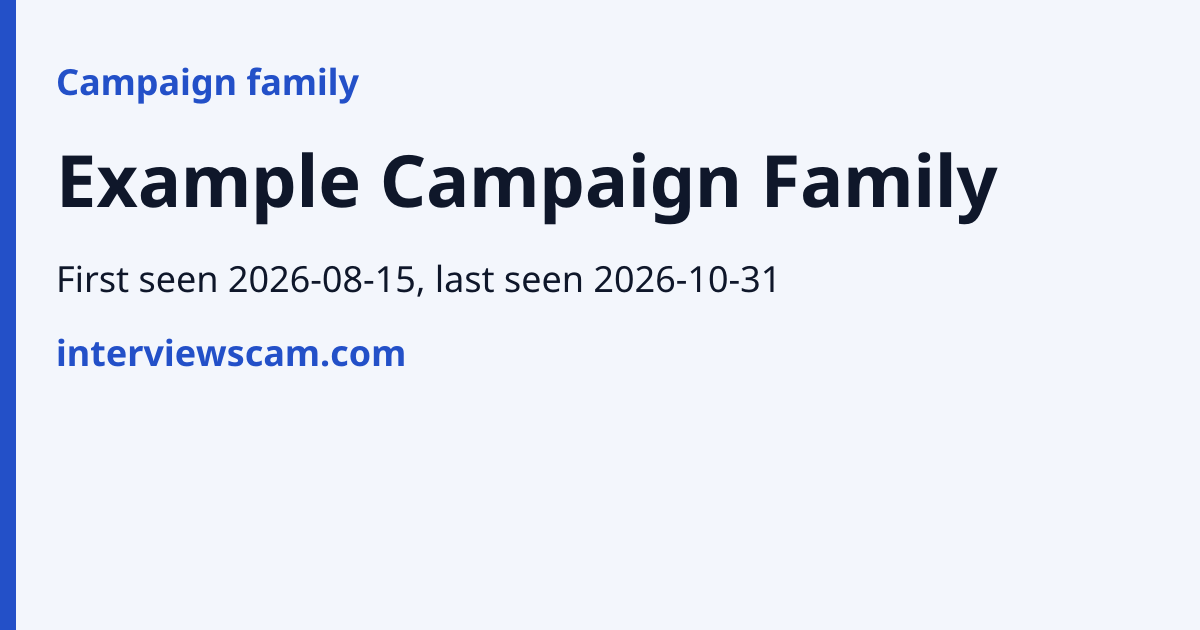 Campaign family
Example Campaign Family
First seen 2026-08-15, last seen 2026-10-31
interviewscam.com